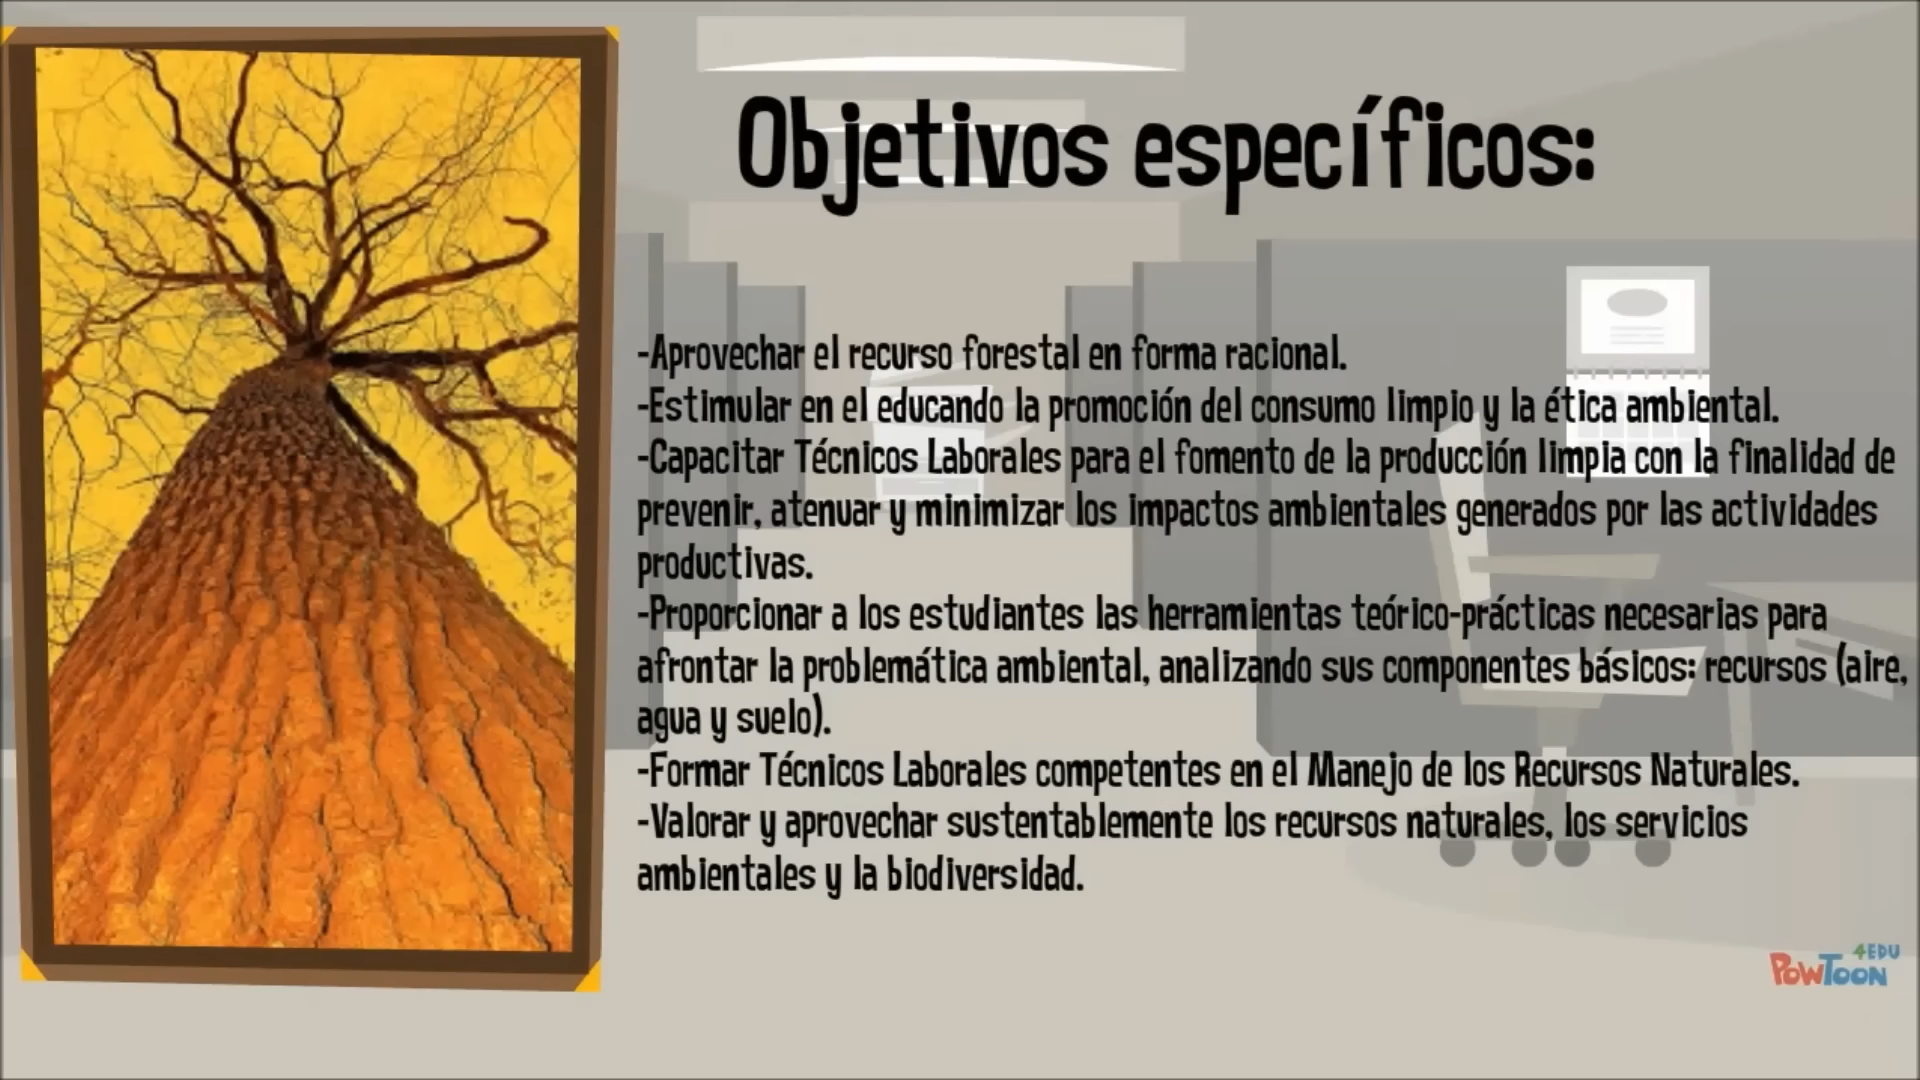 Objetivos específicos:
-Aprovechar el recurso forestal en forma racional.
-Estimular en el educando la promoción del consumo limpio y la ética ambiental.
-Capacitar Técnicos Laborales para el fomento de la producción limpia con la finalidad de
prevenir, atenuar y minimizar los impactos ambientales generados por las actividades
productivas.
-Proporcionar a los estudiantes las herramientas teórico-prácticas necesarias para
afrontar la problemática ambiental, analizando sus componentes básicos: recursos (aire,
agua y suelo).
-Formar Técnicos Laborales competentes en el Manejo de los Recursos Naturales.
-Valorar y aprovechar sustentablemente los recursos naturales, los servicios
ambientales y la biodiversidad.
4EDU
POWTOON